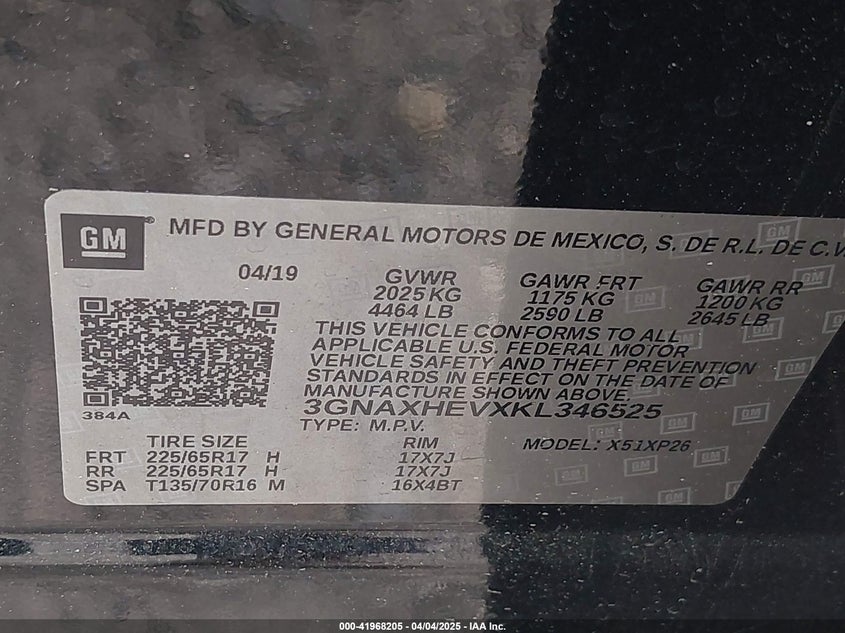 GM
MFD BY GENERAL MOTORS DE MEXICO, S. DE R.L. DE C.V.
04/19 GVWR GAWR FRT GAWR RR
2025 KG 1175 KG 1200 KG
4464 LB 2590 LB 2645 LB
THIS VEHICLE CONFORMS TO ALL
APPLICABLE U.S. FEDERAL MOTOR
VEHICLE SAFETY AND THEFT PREVENTION
STANDARDS IN EFFECT ON THE DATE OF
MANUFACTURE SHOWN ABOVE.
384A
3GNAXHEVXKL346525
TYPE: M.P.V. MODEL: X51XP26
TIRE SIZE RIM
FRT 225/65R17 H 17X7J
RR 225/65R17 H 17X7J
SPA T135/70R16 M 16X4BT
000-41968205 - 04/04/2025 - IAA Inc.